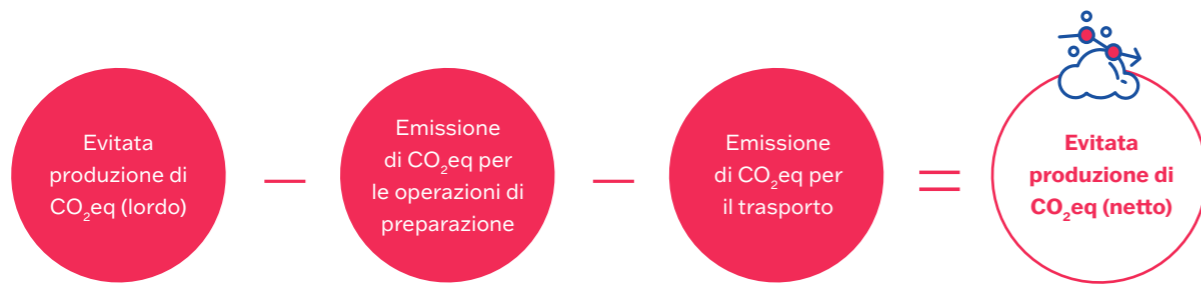 Evitata
produzione di
CO₂eq (lordo)
—
Emissione
di CO₂eq per
le operazioni di
preparazione
—
Emissione
di CO₂eq per
il trasporto
=
Evitata
produzione di
CO₂eq (netto)